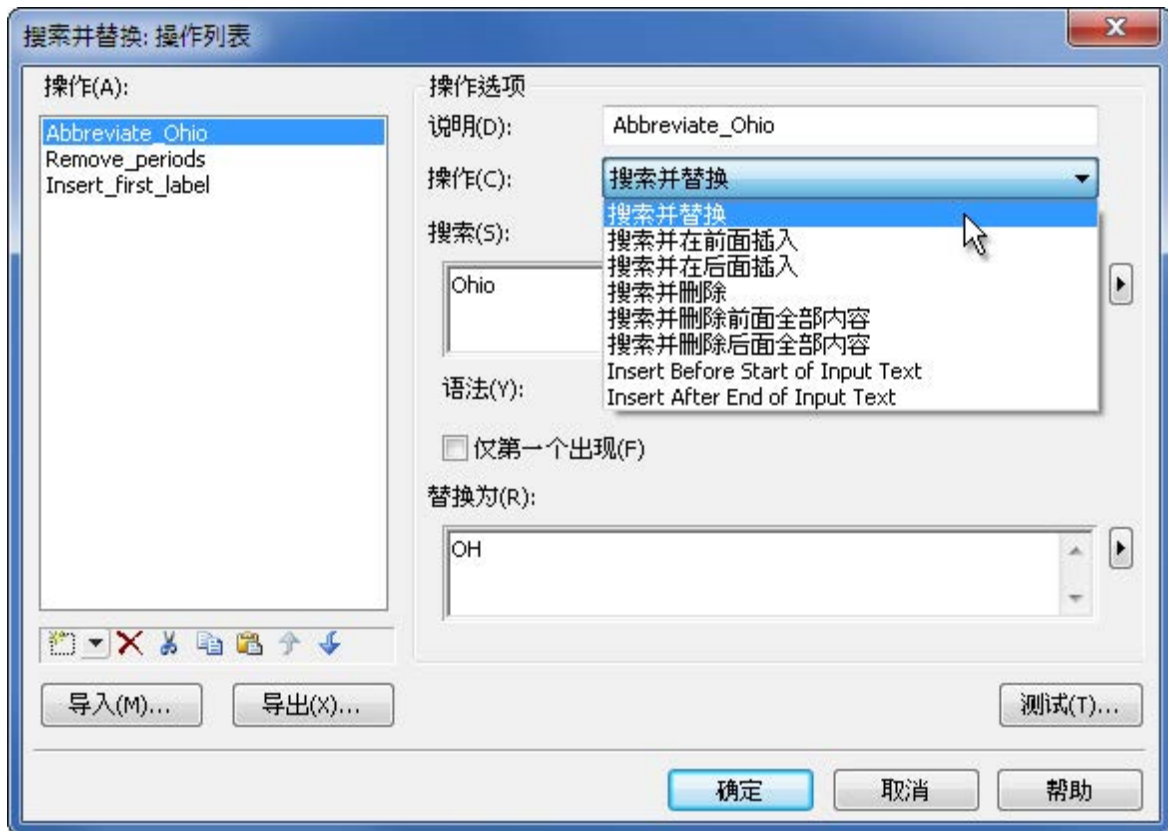 搜索并替换: 操作列表
操作(A):
Abbreviate_Ohio
Remove_periods
Insert_first_label
导入(M)...
导出(X)...
操作选项
说明(D):
Abbreviate_Ohio
操作(C):
搜索并替换
搜索并替换
搜索并在前面插入
搜索并在后面插入
搜索并删除
搜索并删除前面全部内容
搜索并删除后面全部内容
Insert Before Start of Input Text
Insert After End of Input Text
搜索(S):
Ohio
语法(Y):
仅第一个出现(F)
替换为(R):
OH
测试(T)...
确定
取消
帮助